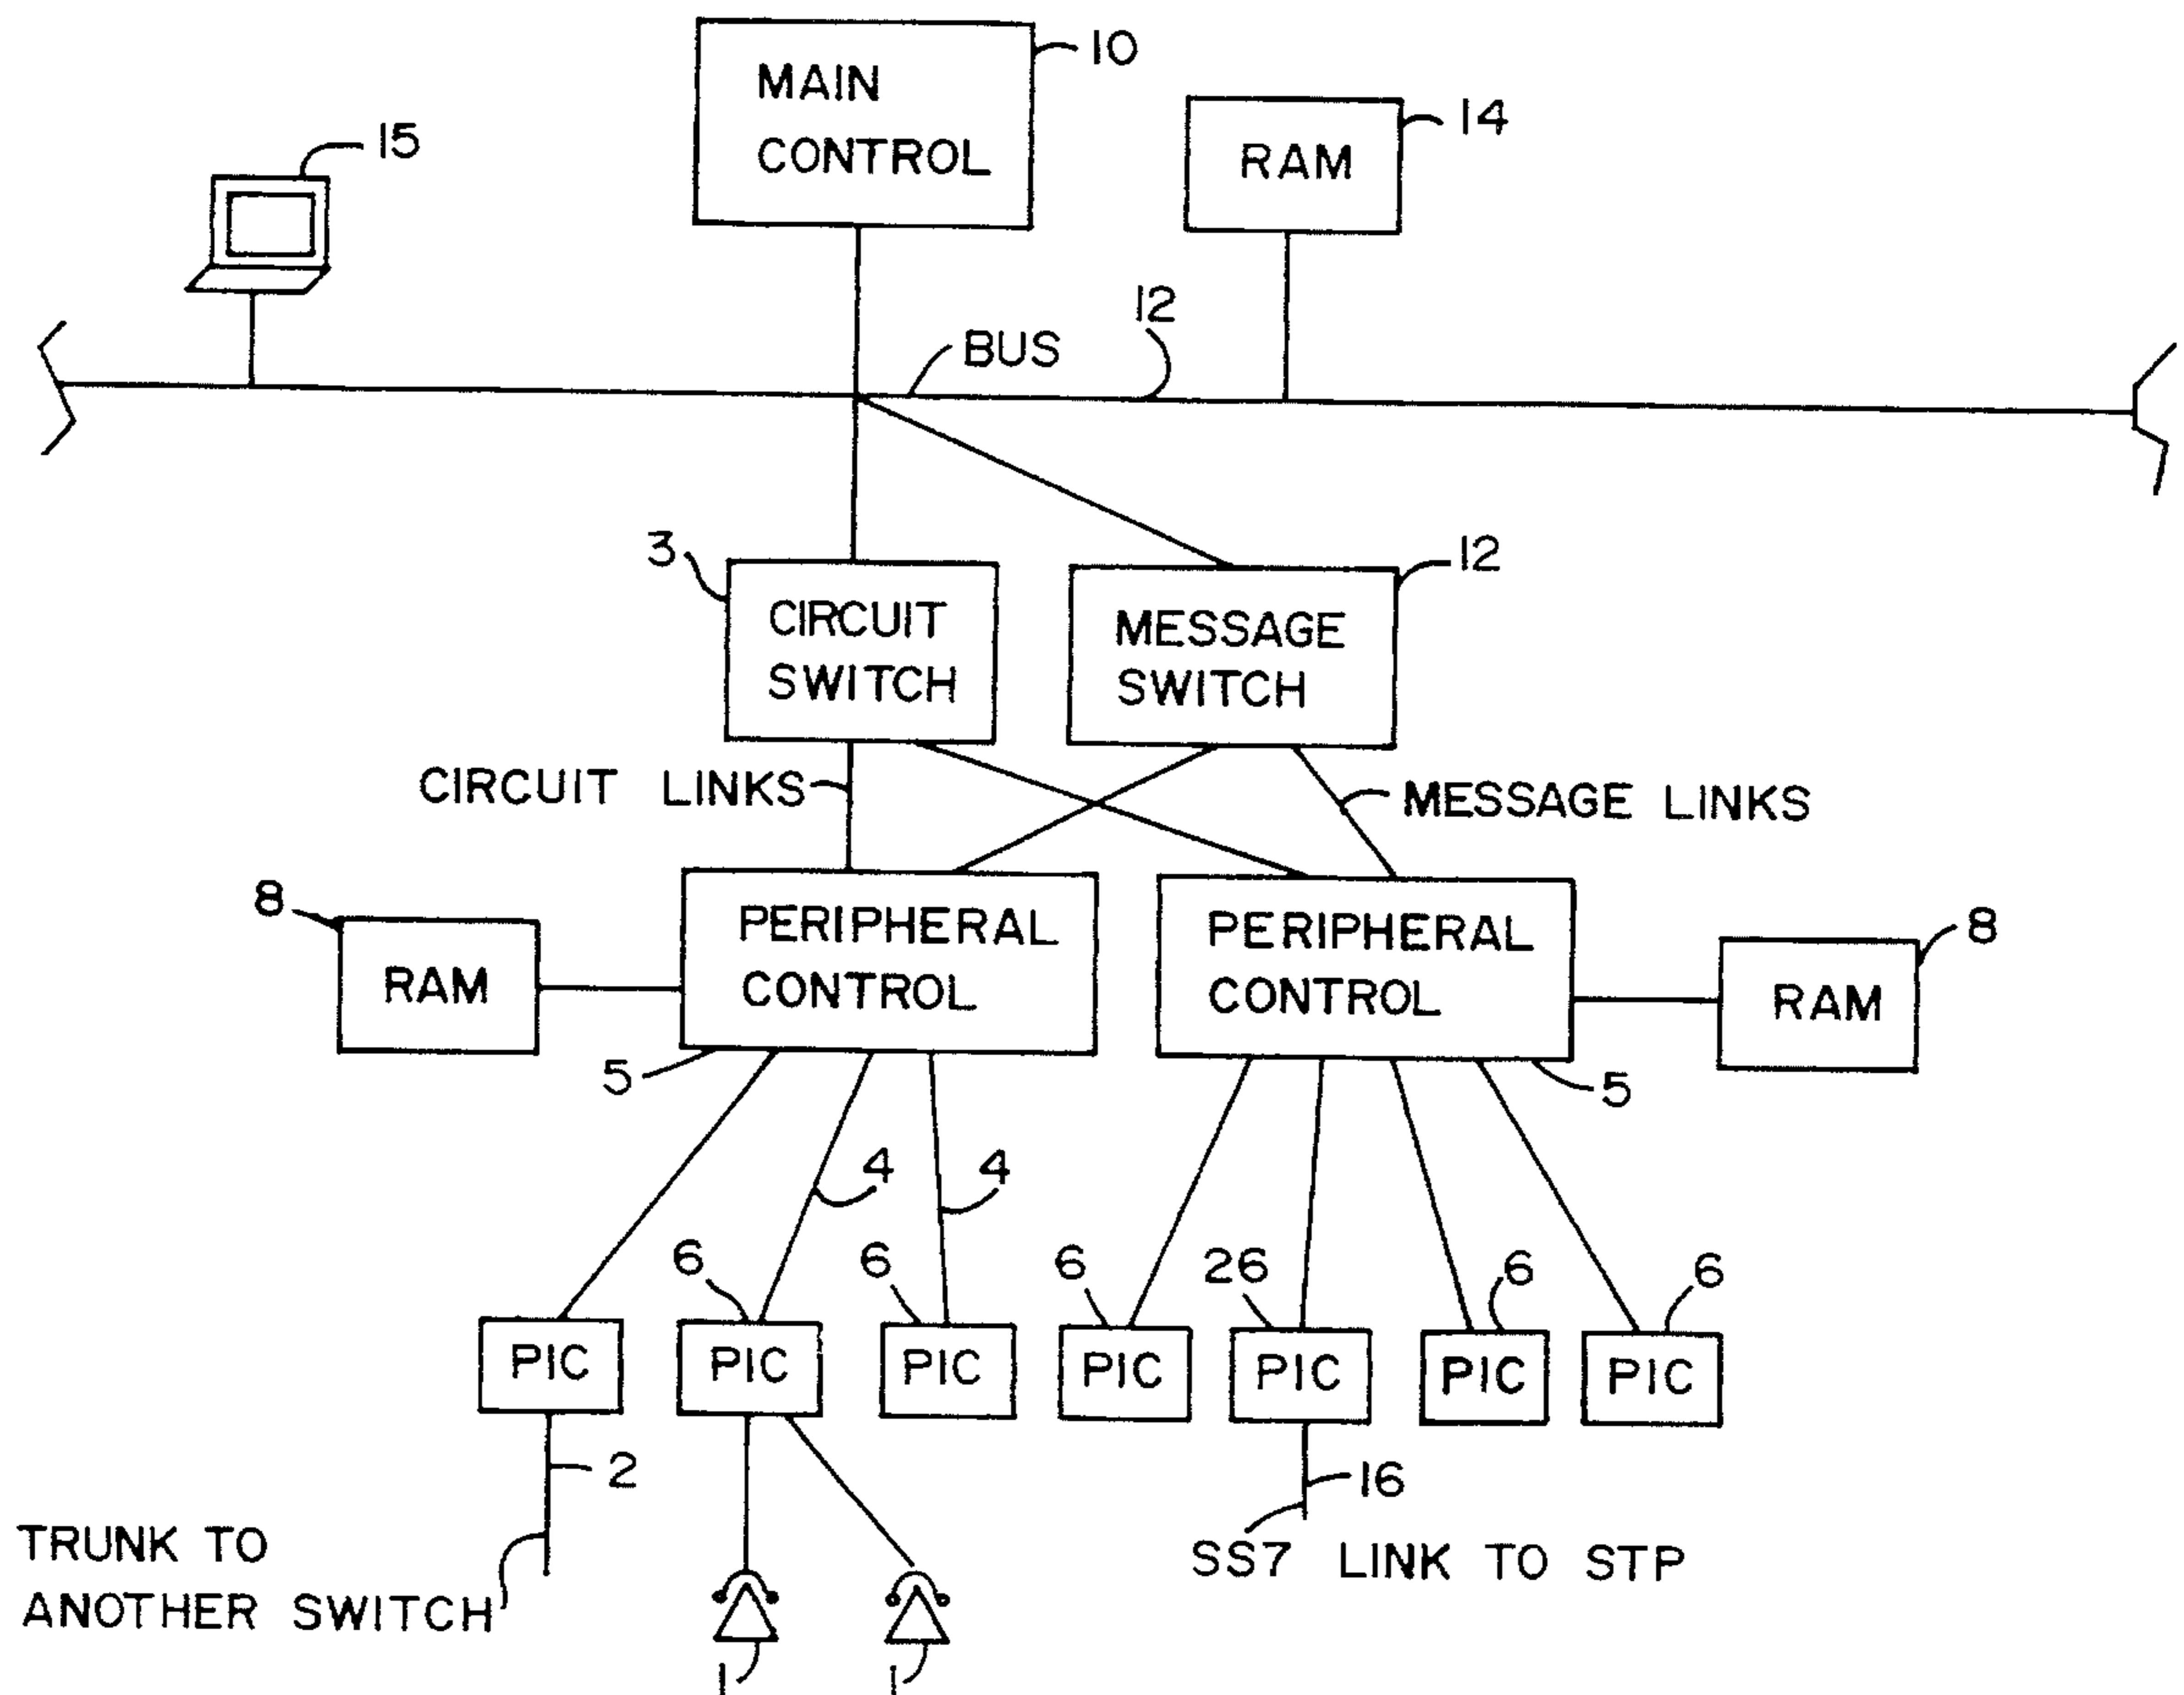 MAIN
CONTROL
10
RAM
14
15
BUS
12
3
CIRCUIT
SWITCH
MESSAGE
SWITCH
12
CIRCUIT LINKS
MESSAGE LINKS
8
RAM
PERIPHERAL
CONTROL
5
PERIPHERAL
CONTROL
5
RAM
8
4
4
6
6
6
26
6
6
PIC
PIC
PIC
PIC
PIC
PIC
PIC
2
16
TRUNK TO
ANOTHER SWITCH
SS7 LINK TO STP
1
1